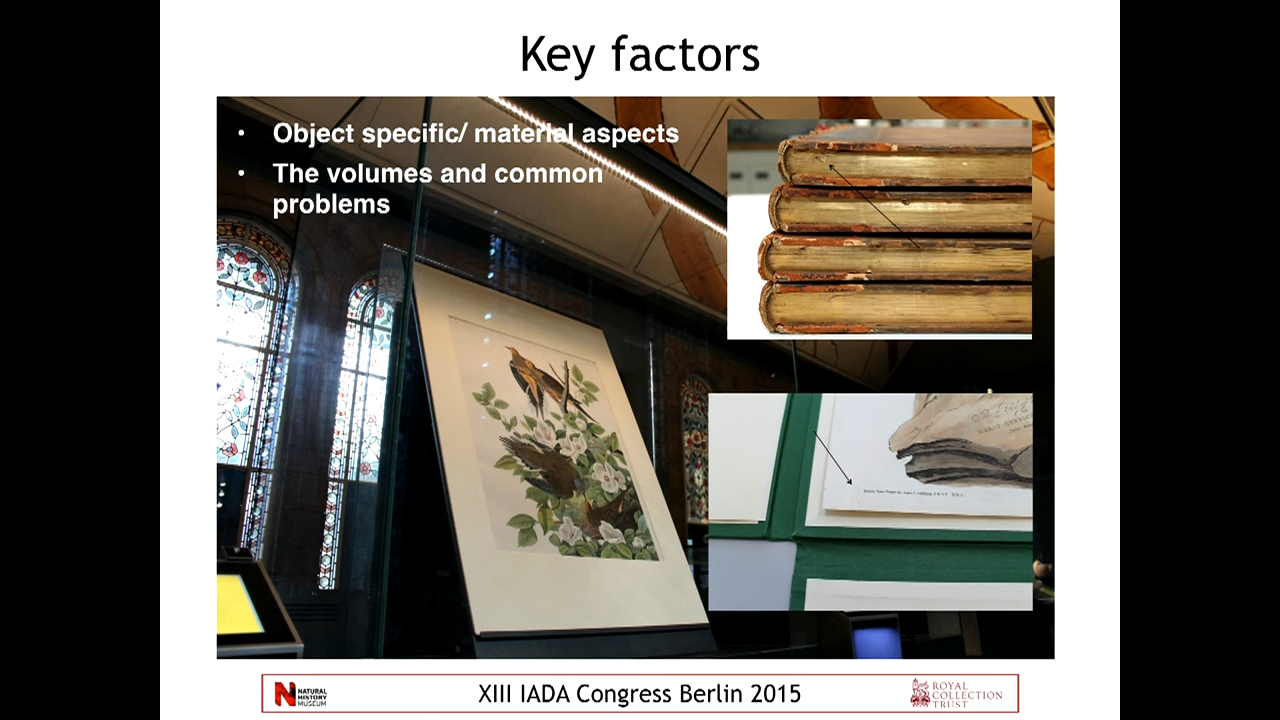 Key factors
• Object specific/ material aspects
• The volumes and common
problems
NATURAL
HISTORY
MUSEUM
XIII IADA Congress Berlin 2015
ROYAL
COLLECTION
TRUST